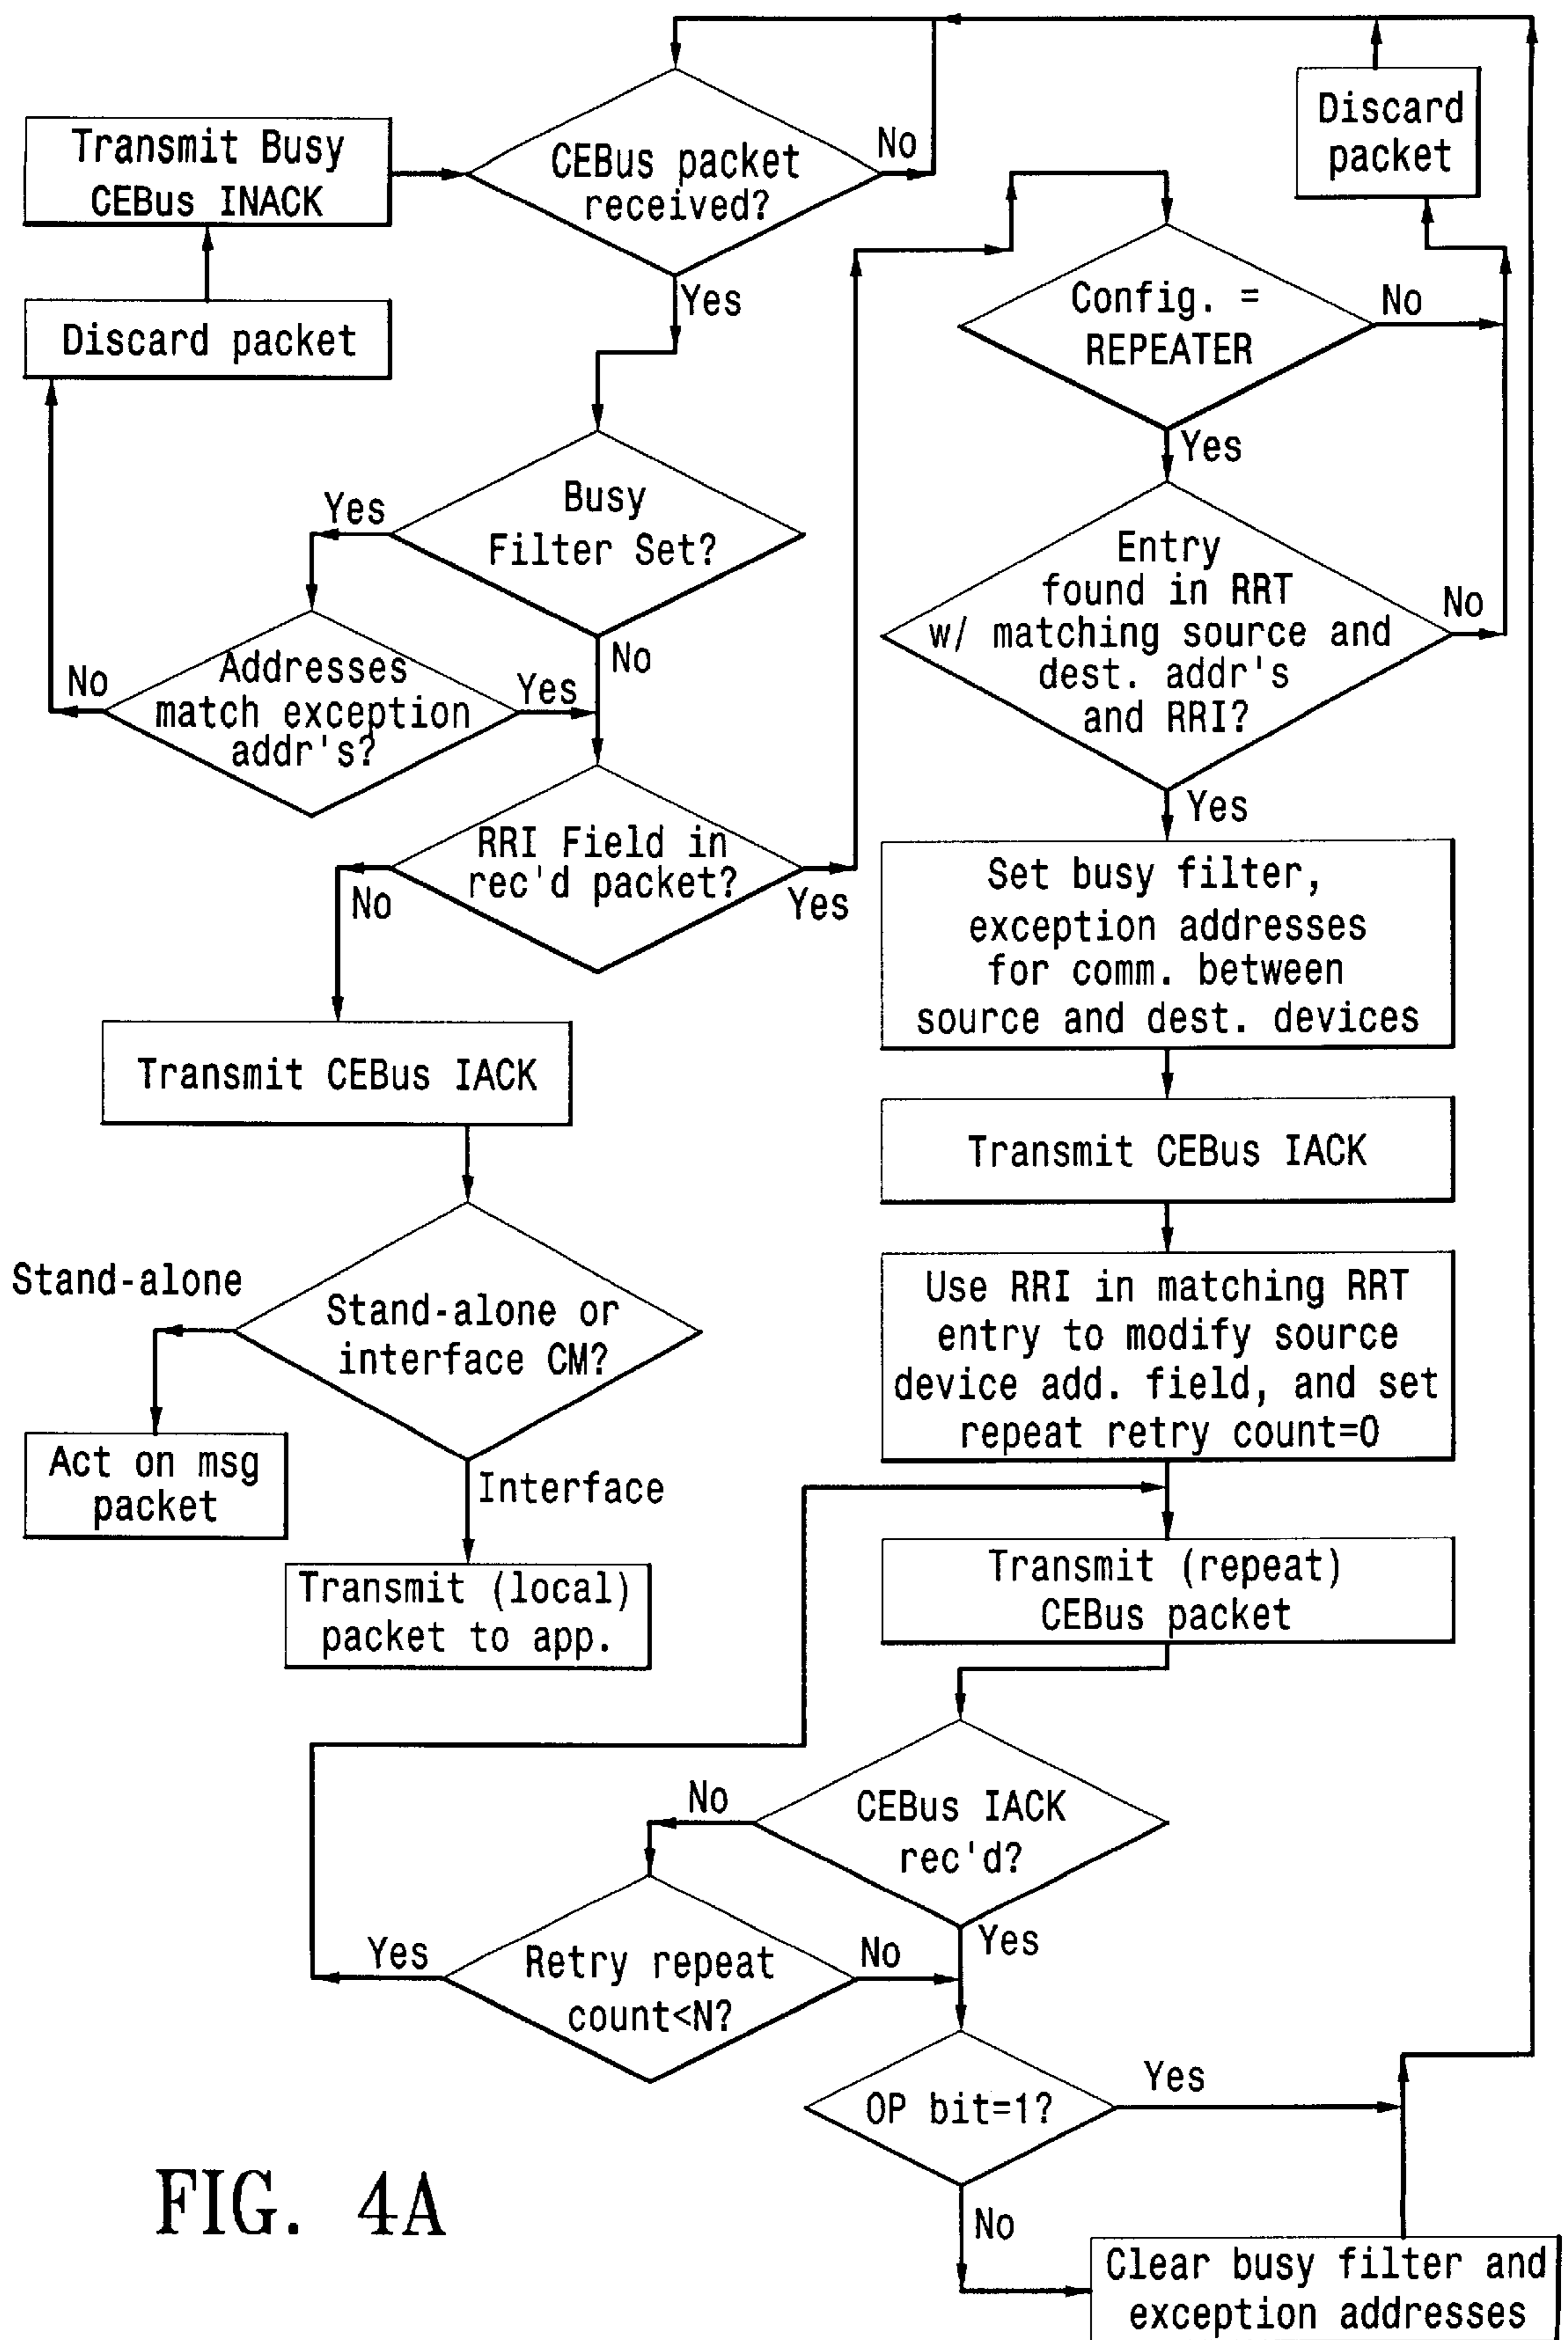 Discard
packet
Transmit Busy
CEBus INACK
CEBus packet
received?
No
Yes
Discard packet
Config. =
REPEATER
No
Yes
Busy
Filter Set?
Yes
No
Entry
found in RRT
w/ matching source and
dest. addr's
and RRI?
No
Yes
Addresses
match exception
addr's?
No
Yes
RRI Field in
rec'd packet?
No
Yes
Set busy filter,
exception addresses
for comm. between
source and dest. devices
Transmit CEBus IACK
Transmit CEBus IACK
Stand-alone
Stand-alone or
interface CM?
Use RRI in matching RRT
entry to modify source
device add. field, and set
repeat retry count=0
Act on msg
packet
Interface
Transmit (local)
packet to app.
Transmit (repeat)
CEBus packet
CEBus IACK
rec'd?
No
Yes
Retry repeat
count<N?
Yes
No
OP bit=1?
Yes
No
Clear busy filter and
exception addresses
FIG. 4A